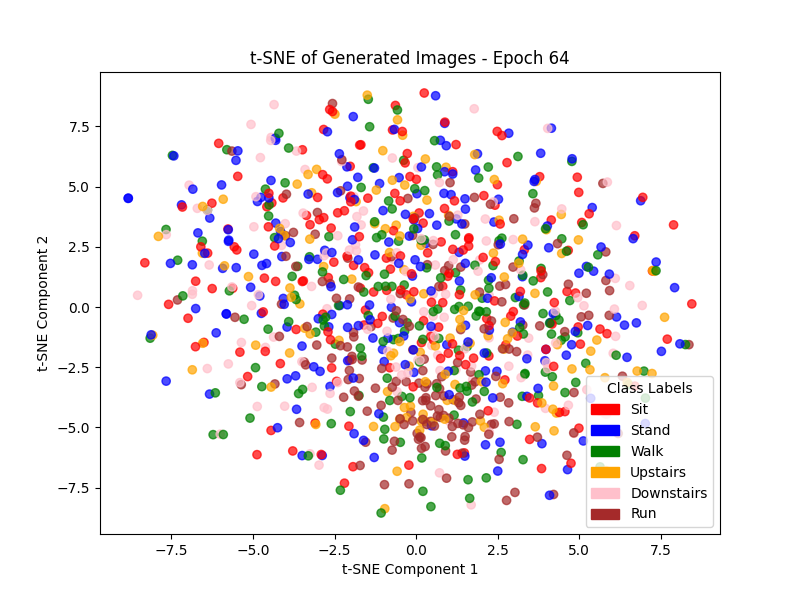 t-SNE of Generated Images - Epoch 64
t-SNE Component 2
7.5
5.0
2.5
0.0
−2.5
−5.0
−7.5
Class Labels
Sit
Stand
Walk
Upstairs
Downstairs
Run
−7.5
−5.0
−2.5
0.0
2.5
5.0
7.5
t-SNE Component 1